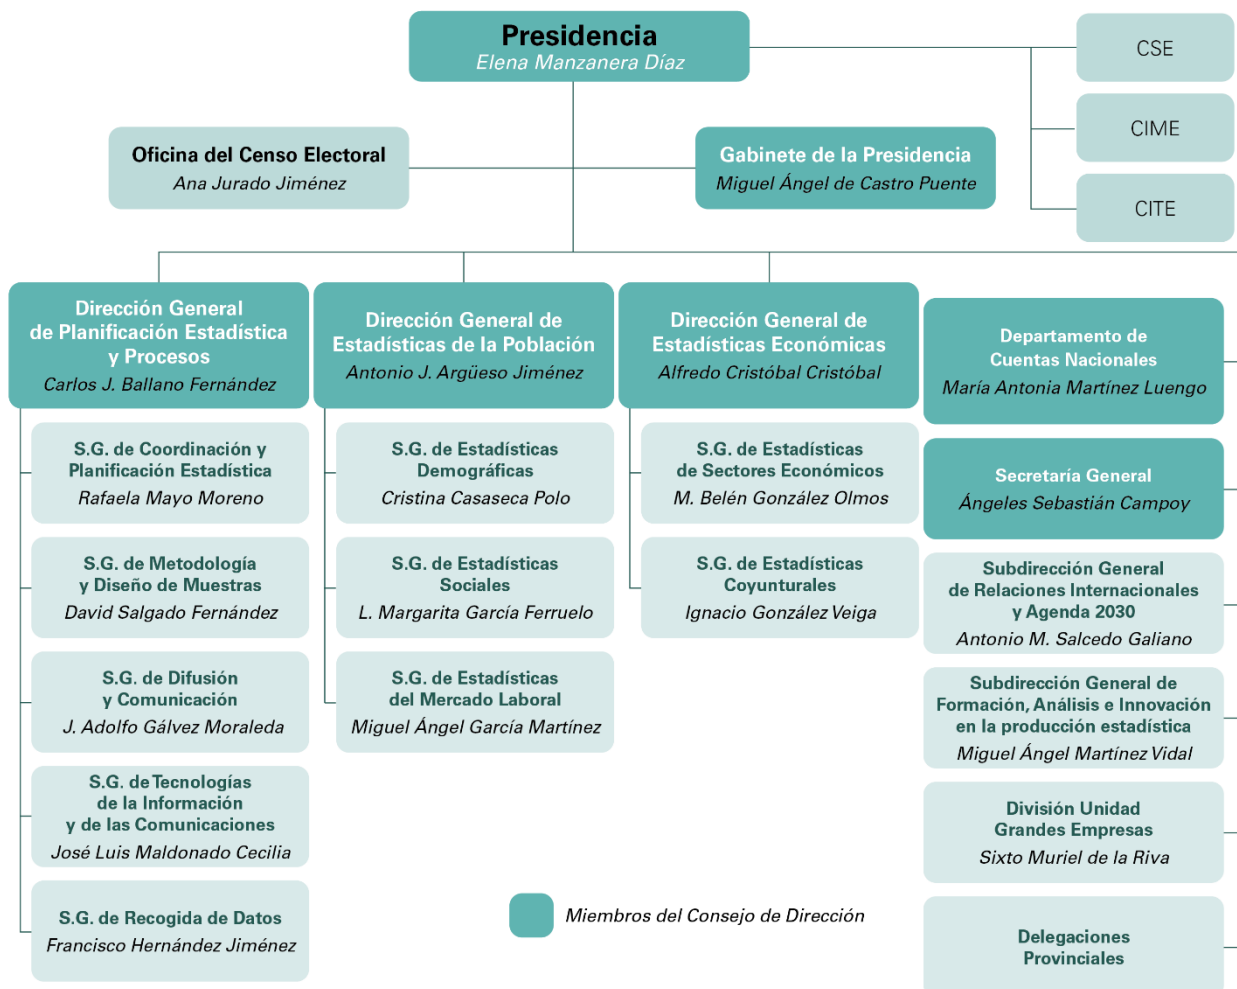 Presidencia
Elena Manzanera Díaz
CSE
CIME
CITE
Oficina del Censo Electoral
Ana Jurado Jiménez
Gabinete de la Presidencia
Miguel Ángel de Castro Puente
Dirección General
de Planificación Estadística
y Procesos
Carlos J. Ballano Fernández
S.G. de Coordinación y
Planificación Estadística
Rafaela Mayo Moreno
S.G. de Metodología
y Diseño de Muestras
David Salgado Fernández
S.G. de Difusión
y Comunicación
J. Adolfo Gálvez Moraleda
S.G. de Tecnologías
de la Información
y de las Comunicaciones
José Luis Maldonado Cecilia
S.G. de Recogida de Datos
Francisco Hernández Jiménez
Dirección General de
Estadísticas de la Población
Antonio J. Argüeso Jiménez
S.G. de Estadísticas
Demográficas
Cristina Casaseca Polo
S.G. de Estadísticas
Sociales
L. Margarita García Ferruelo
S.G. de Estadísticas
del Mercado Laboral
Miguel Ángel García Martínez
Dirección General de
Estadísticas Económicas
Alfredo Cristóbal Cristóbal
S.G. de Estadísticas
de Sectores Económicos
M. Belén González Olmos
S.G. de Estadísticas
Coyunturales
Ignacio González Veiga
Departamento de
Cuentas Nacionales
María Antonia Martínez Luengo
Secretaría General
Ángeles Sebastián Campoy
Subdirección General
de Relaciones Internacionales
y Agenda 2030
Antonio M. Salcedo Galiano
Subdirección General de
Formación, Análisis e Innovación
en la producción estadística
Miguel Ángel Martínez Vidal
División Unidad
Grandes Empresas
Sixto Muriel de la Riva
Delegaciones
Provinciales
Miembros del Consejo de Dirección